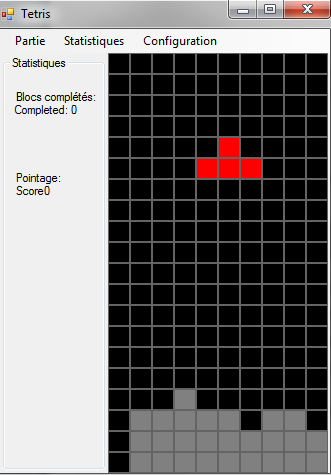 Tetris
Partie Statistiques Configuration
Statistiques
Blocs complétés:
Completed: 0
Pointage:
Score0